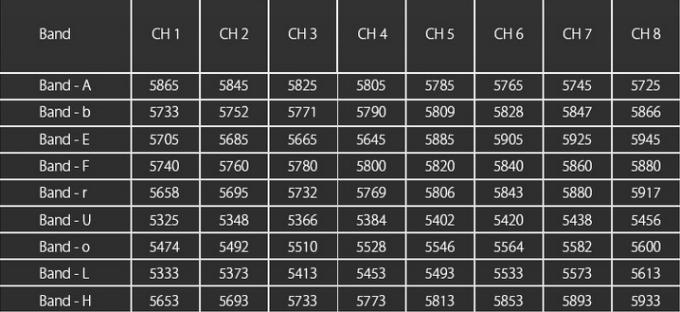 Band CH 1 CH 2 CH 3 CH 4 CH 5 CH 6 CH 7 CH 8
Band - A 5865 5845 5825 5805 5785 5765 5745 5725
Band - b 5733 5752 5771 5790 5809 5828 5847 5866
Band - E 5705 5685 5665 5645 5885 5905 5925 5945
Band - F 5740 5760 5780 5800 5820 5840 5860 5880
Band - r 5658 5695 5732 5769 5806 5843 5880 5917
Band - U 5325 5348 5366 5384 5402 5420 5438 5456
Band - o 5474 5492 5510 5528 5546 5564 5582 5600
Band - L 5333 5373 5413 5453 5493 5533 5573 5613
Band - H 5653 5693 5733 5773 5813 5853 5893 5933